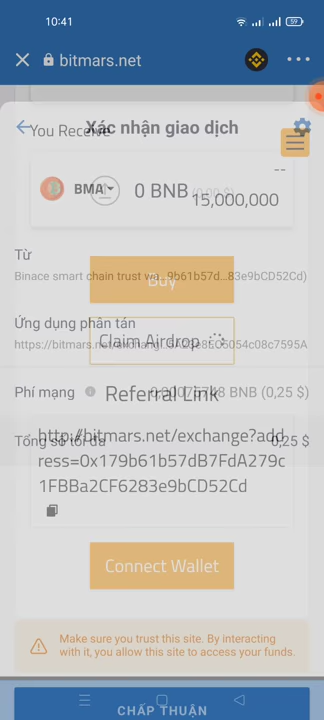 10:41
59
bitmars.net
You Receive
Xác nhận giao dịch
--
BMA
0 BNB
15,000,000
Từ
Binace smart chain trust wa...9b61b57d...83e9bCD52Cd)
Buy
Ứng dụng phân tán
Claim Airdrop
Phí mạng
BNB (0,25 $)
Referral Link
Tổng số tối đa
0,25 $
http://bitmars.net/exchange?add
ress=0x179b61b57dB7FdA279c
1FBBa2CF6283e9bCD52Cd
Connect Wallet
Make sure you trust this site. By interacting
with it, you allow this site to access your funds.
CHẤP THUẬN